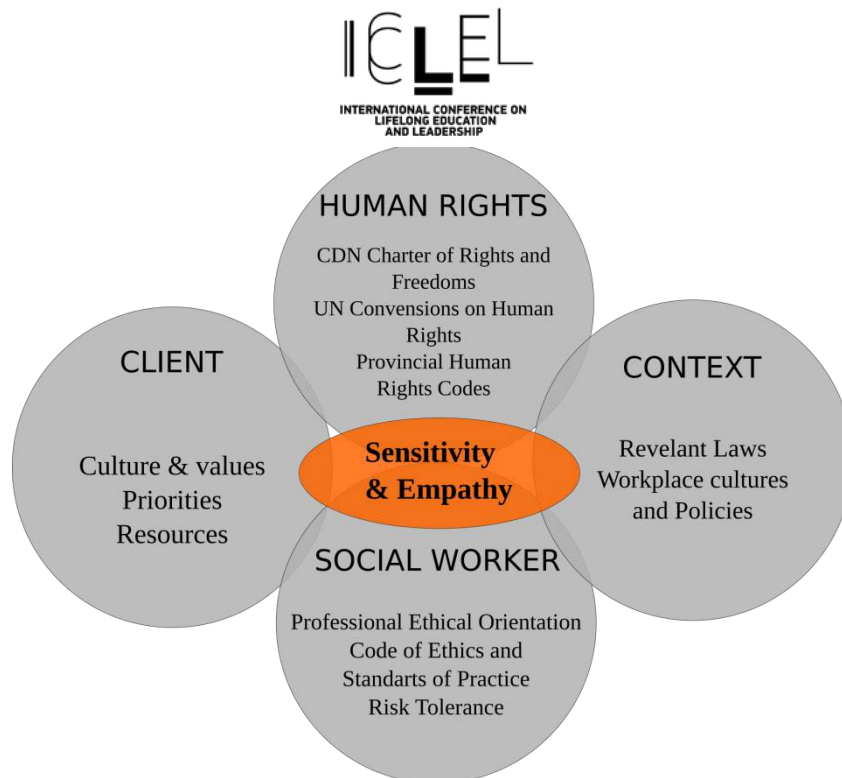 ICLEL
INTERNATIONAL CONFERENCE ON
LIFELONG EDUCATION
AND LEADERSHIP
HUMAN RIGHTS
CDN Charter of Rights and
Freedoms
UN Convensions on Human
Rights
Provincial Human
Rights Codes
CLIENT
Culture & values
Priorities
Resources
Sensitivity
& Empathy
CONTEXT
Revelant Laws
Workplace cultures
and Policies
SOCIAL WORKER
Professional Ethical Orientation
Code of Ethics and
Standarts of Practice
Risk Tolerance